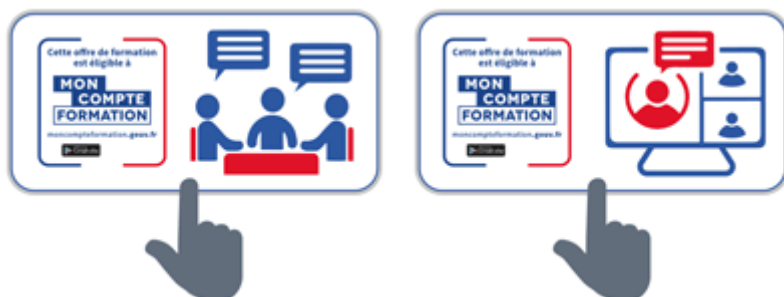 Cette offre de formation
est éligible à
MON
COMPTE
FORMATION
moncompteformation.gouv.fr
Cette offre de formation
est éligible à
MON
COMPTE
FORMATION
moncompteformation.gouv.fr